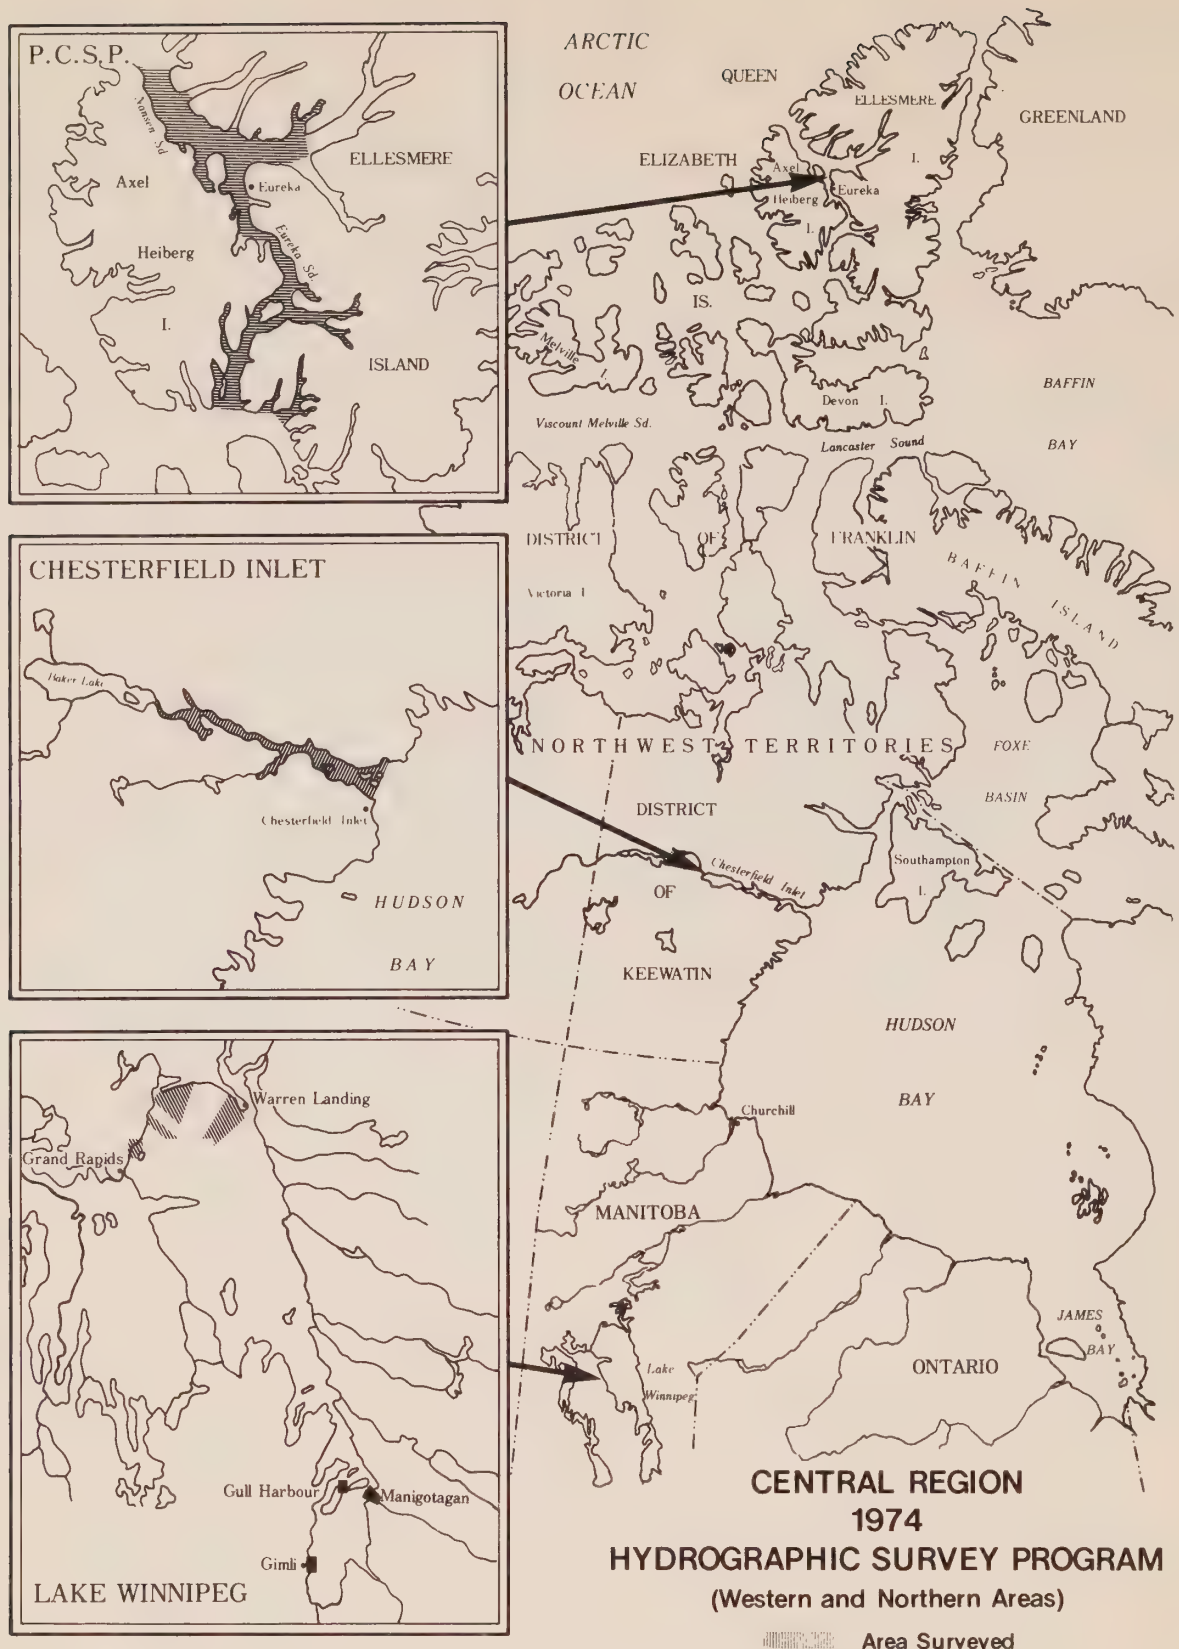 P.C.S.P.
Nansen Sd
ELLESMERE
Axel
Eureka
Heiberg
Eureka Sd.
I.
ISLAND
ARCTIC
OCEAN
QUEEN
ELLESMERE
I.
GREENLAND
ELIZABETH
Axel
Eureka
Heiberg
I.
IS.
Melville
I.
Devon I.
BAFFIN
BAY
Viscount Melville Sd.
Lancaster Sound
DISTRICT OF FRANKLIN
BAFFIN ISLAND
Victoria I
CHESTERFIELD INLET
Baker Lake
Chesterfield Inlet
HUDSON
BAY
NORTHWEST TERRITORIES
FOXE
BASIN
DISTRICT
OF
KEEWATIN
Chesterfield Inlet
Southampton
I.
HUDSON
BAY
Churchill
MANITOBA
JAMES
BAY
Lake
Winnipeg
ONTARIO
Warren Landing
Grand Rapids
Gull Harbour
Manigotagan
Gimli
LAKE WINNIPEG
CENTRAL REGION
1974
HYDROGRAPHIC SURVEY PROGRAM
(Western and Northern Areas)
Area Surveyed